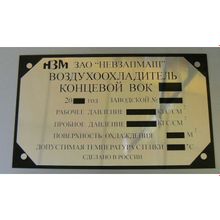 НЗМ ЗАО "НЕВЗАПМАШ"
ВОЗДУХООХЛАДИТЕЛЬ
КОНЦЕВОЙ ВОК
20 ГОД ЗАВОДСКОЙ №
РАБОЧЕЕ ДАВЛЕНИЕ КГС/СМ²
ПРОБНОЕ ДАВЛЕНИЕ КГС/СМ²
ПОВЕРХНОСТЬ ОХЛАЖДЕНИЯ М²
ДОПУСТИМАЯ ТЕМПЕРАТУРА СТЕНКИ °С
СДЕЛАНО В РОССИИ